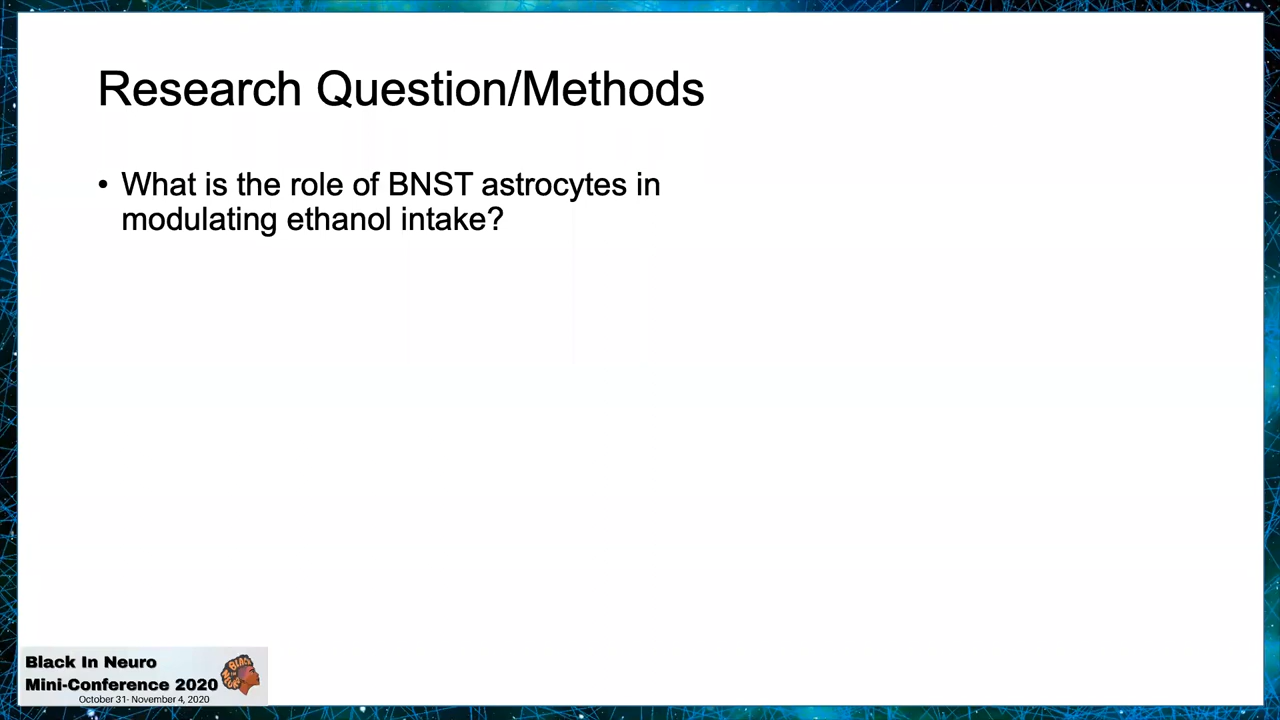 Research Question/Methods
• What is the role of BNST astrocytes in
modulating ethanol intake?
Black In Neuro
Mini-Conference 2020
October 31- November 4, 2020